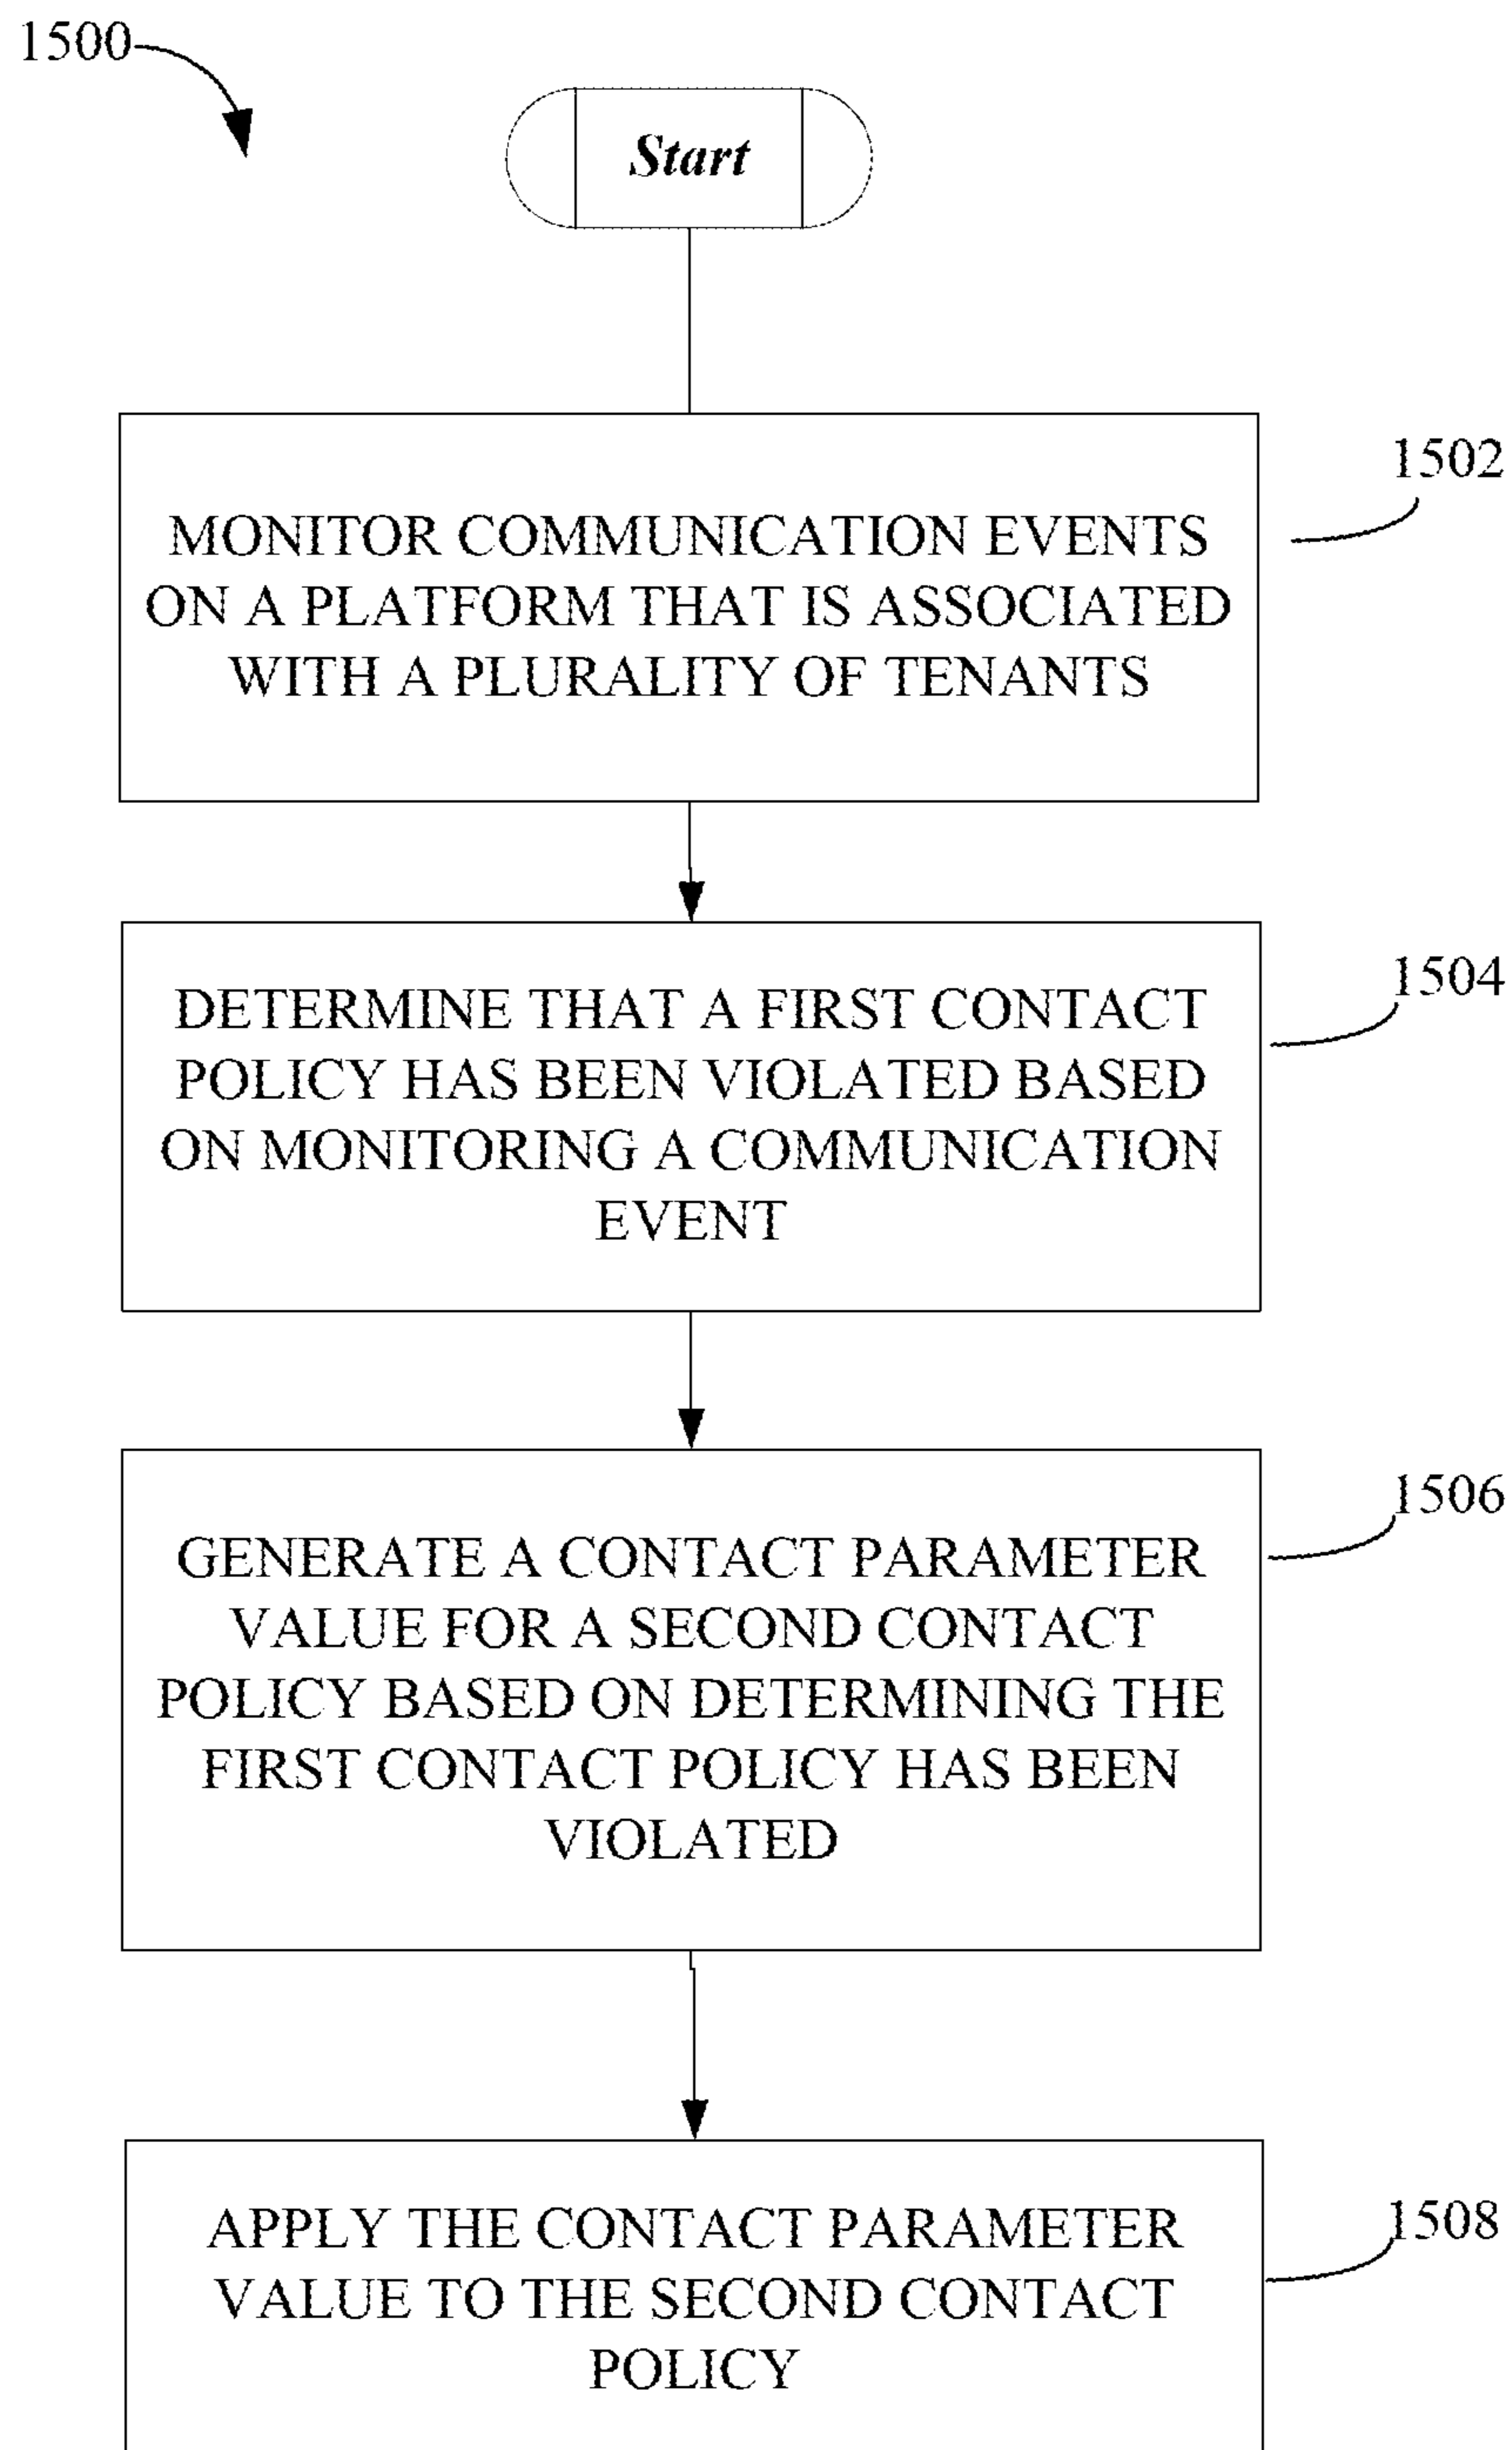 1500
Start
1502
MONITOR COMMUNICATION EVENTS
ON A PLATFORM THAT IS ASSOCIATED
WITH A PLURALITY OF TENANTS
1504
DETERMINE THAT A FIRST CONTACT
POLICY HAS BEEN VIOLATED BASED
ON MONITORING A COMMUNICATION
EVENT
1506
GENERATE A CONTACT PARAMETER
VALUE FOR A SECOND CONTACT
POLICY BASED ON DETERMINING THE
FIRST CONTACT POLICY HAS BEEN
VIOLATED
1508
APPLY THE CONTACT PARAMETER
VALUE TO THE SECOND CONTACT
POLICY